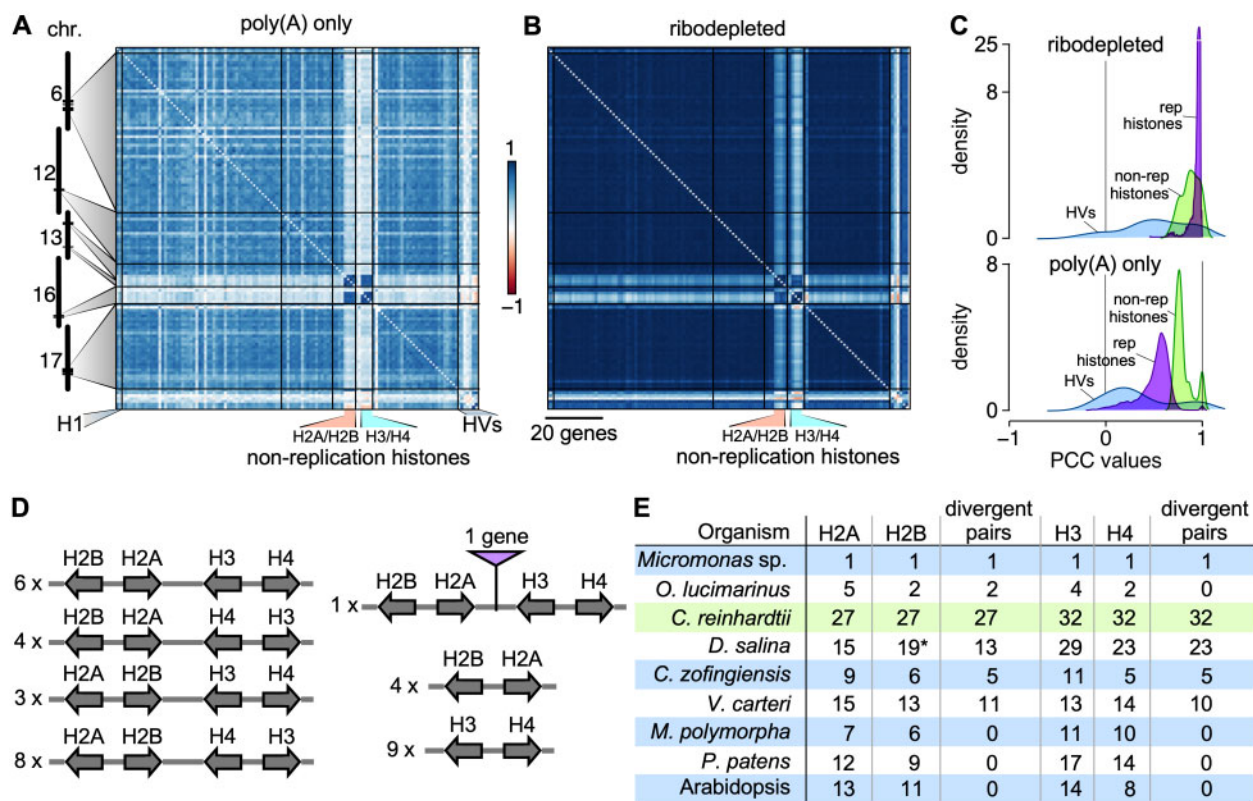 A
chr.
poly(A) only
6
12
13
16
17
H1
H2A/H2B
H3/H4
HVs
non-replication histones
1
−1
B
ribodepleted
20 genes
H2A/H2B
H3/H4
non-replication histones
C
25
ribodepleted
8
density
rep
histones
non-rep
histones
HVs
0
8
poly(A) only
density
non-rep
histones
rep
histones
HVs
0
−1
0
1
PCC values
D
6 x
H2B H2A H3 H4
4 x
H2B H2A H4 H3
3 x
H2A H2B H3 H4
8 x
H2A H2B H4 H3
1 gene
1 x
H2B H2A H3 H4
4 x
H2B H2A
9 x
H3 H4
E
Organism H2A H2B divergent pairs H3 H4 divergent pairs
Micromonas sp. 1 1 1 1 1 1
O. lucimarinus 5 2 2 4 2 0
C. reinhardtii 27 27 27 32 32 32
D. salina 15 19* 13 29 23 23
C. zofingiensis 9 6 5 11 5 5
V. carteri 15 13 11 13 14 10
M. polymorpha 7 6 0 11 10 0
P. patens 12 9 0 17 14 0
Arabidopsis 13 11 0 14 8 0